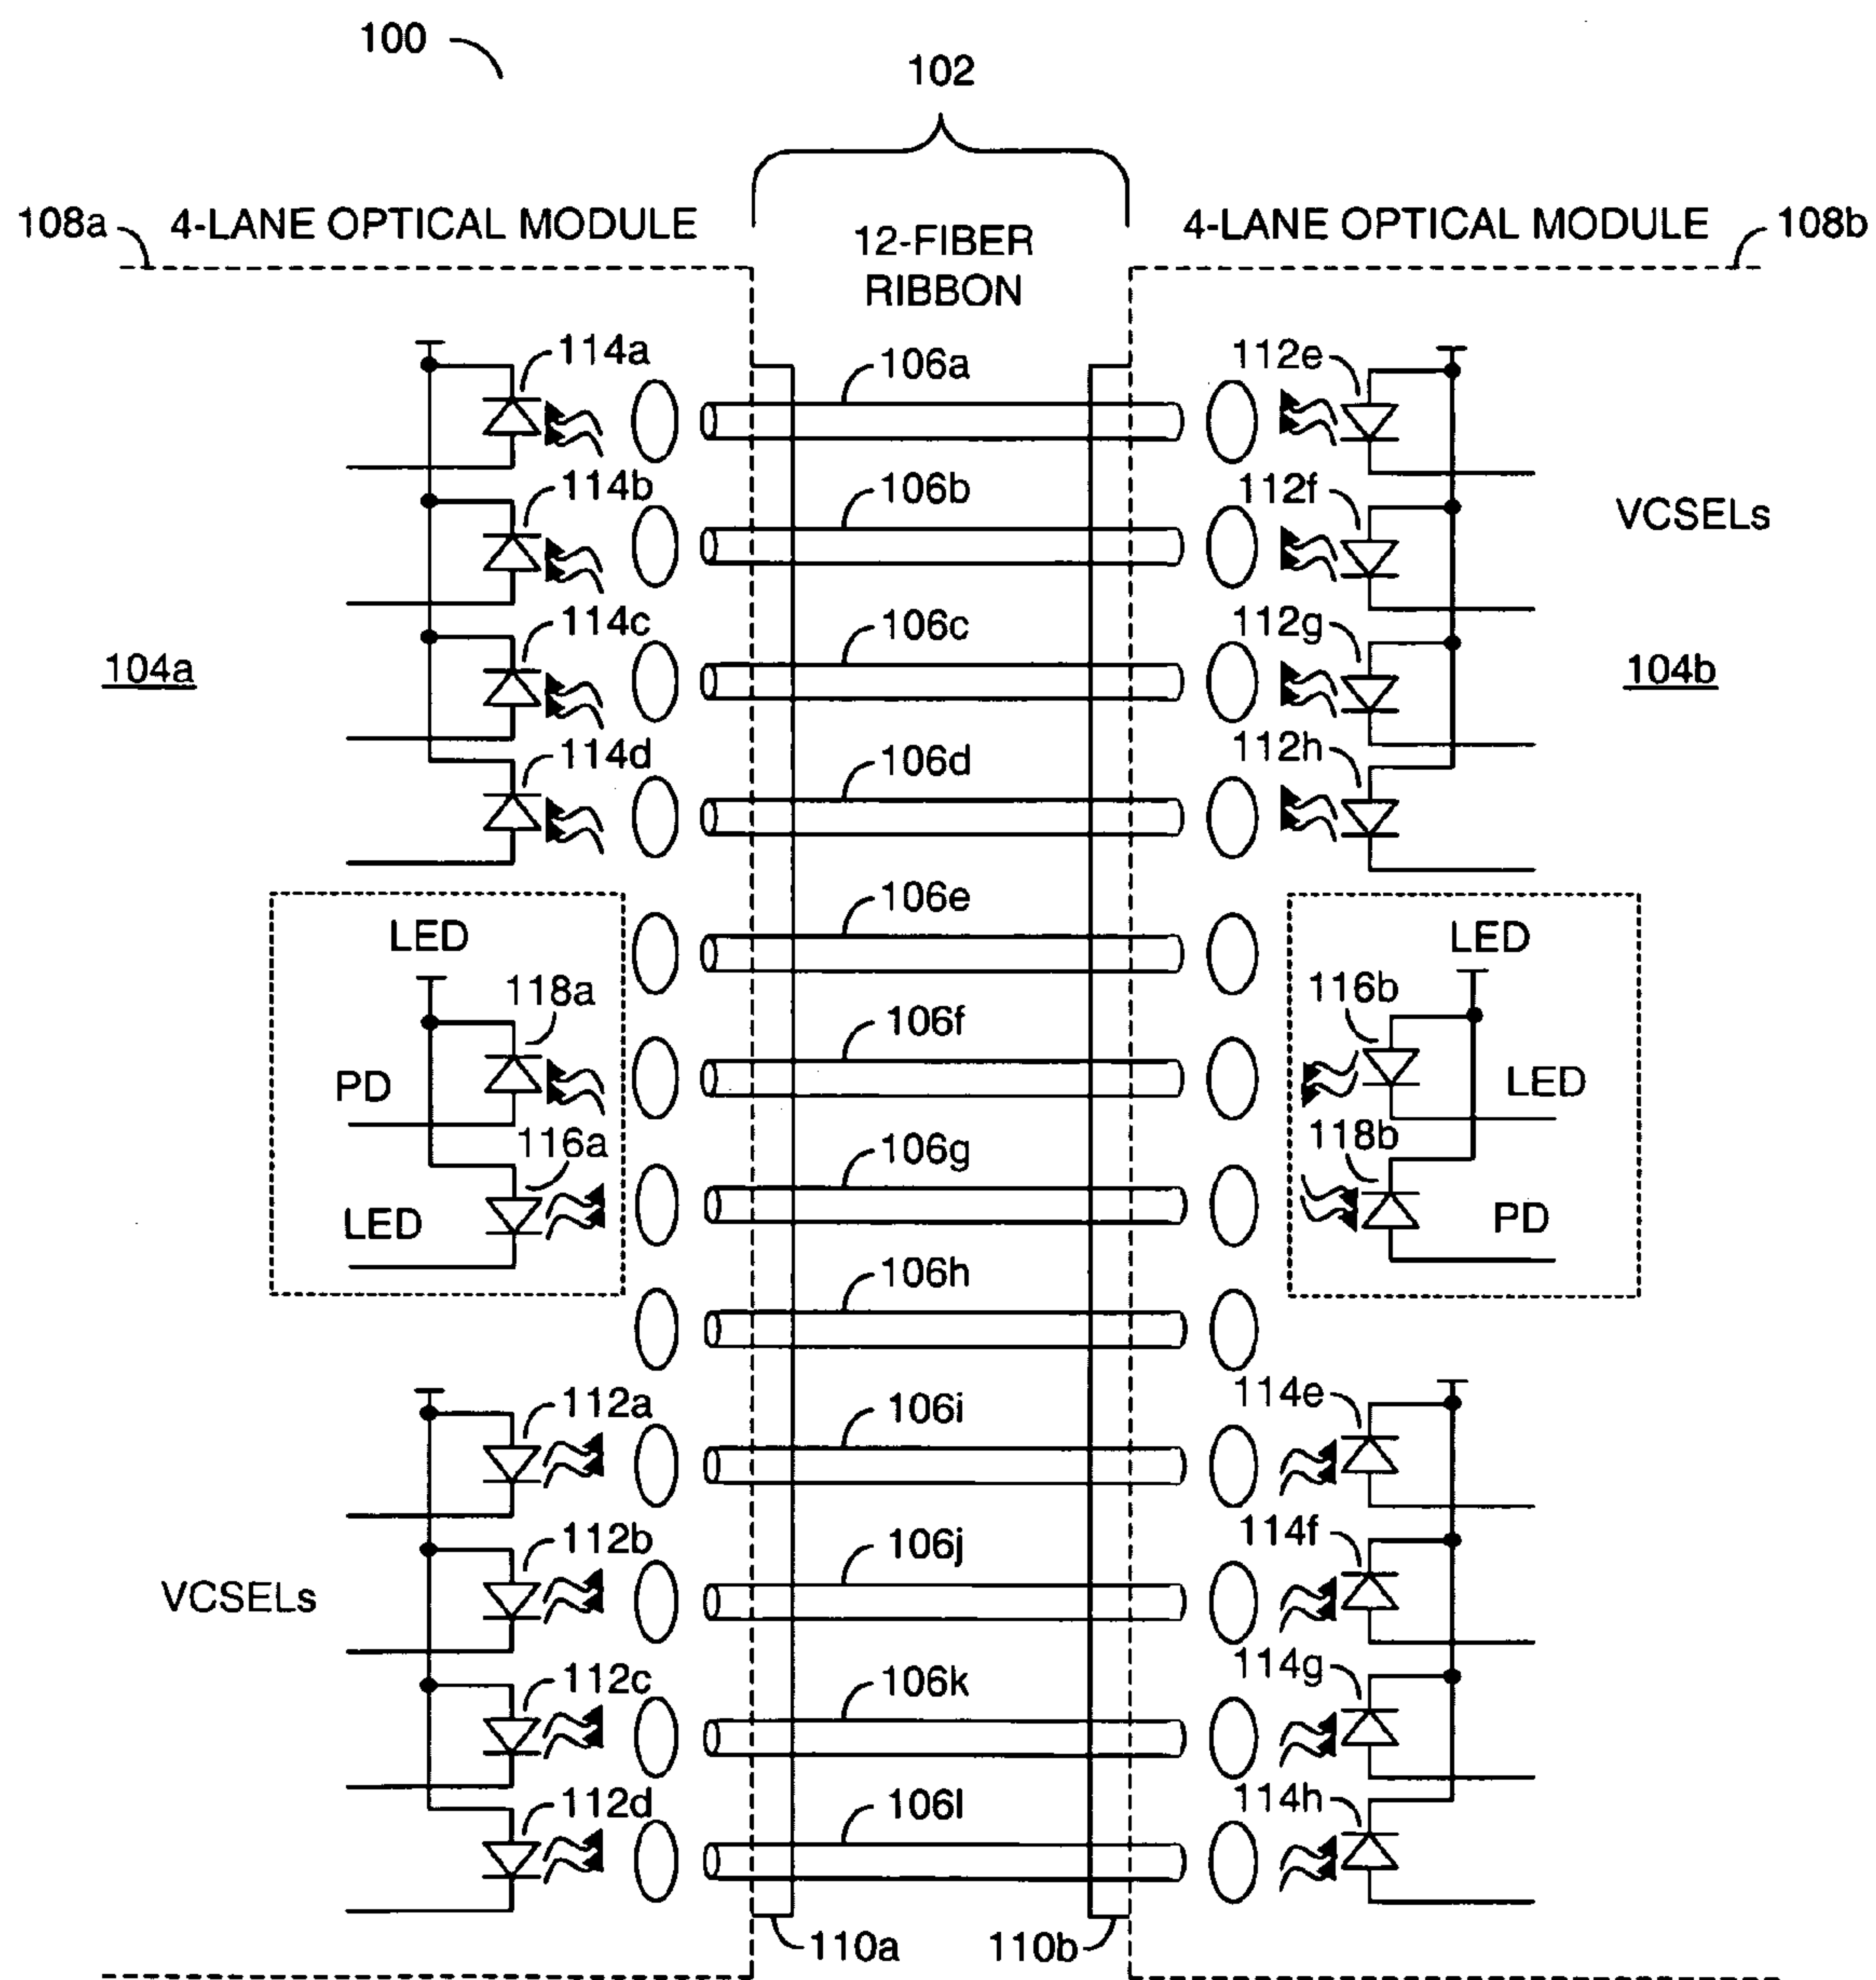 100
102
108a 4-LANE OPTICAL MODULE
12-FIBER
RIBBON
4-LANE OPTICAL MODULE 108b
114a 106a 112e
114b 106b 112f
VCSELs
114c 106c 112g
104a 104b
114d 106d 112h
106e
LED LED
118a 106f 116b
PD LED
116a 106g 118b
LED PD
106h
112a 106i 114e
112b 106j 114f
VCSELs
112c 106k 114g
112d 106l 114h
110a 110b